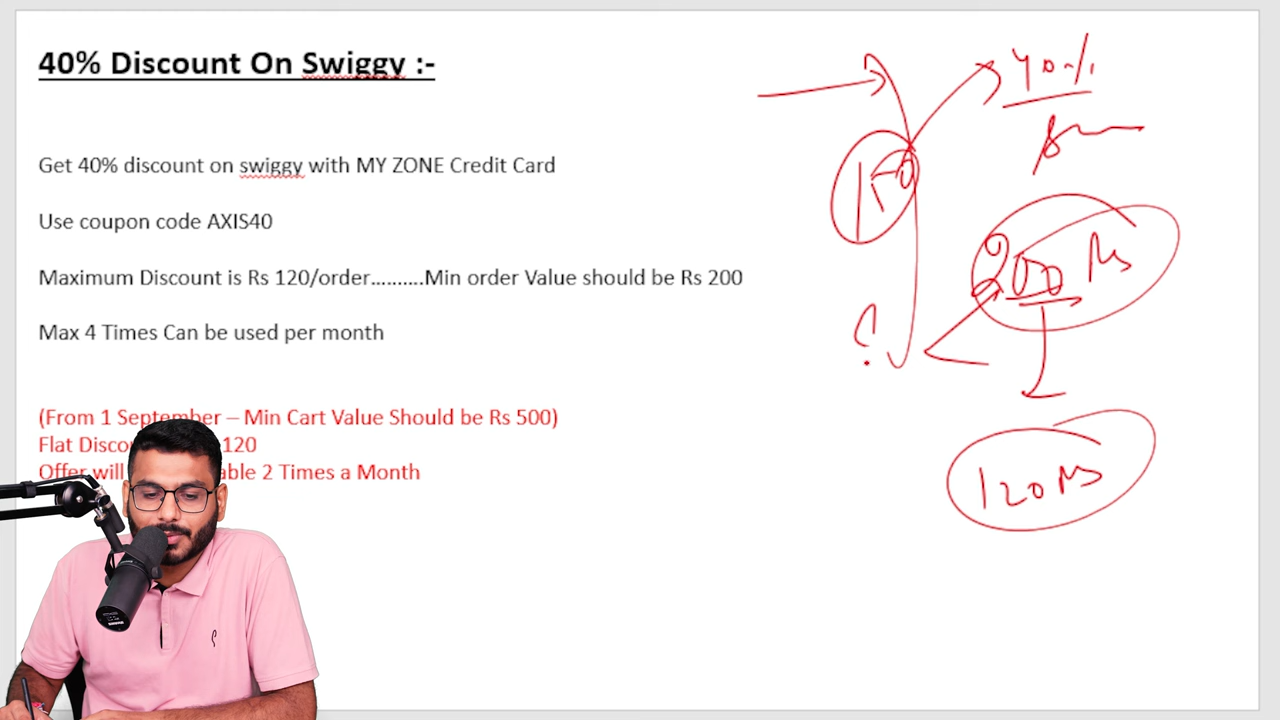 40% Discount On Swiggy :-
Get 40% discount on swiggy with MY ZONE Credit Card
Use coupon code AXIS40
Maximum Discount is Rs 120/order..........Min order Value should be Rs 200
Max 4 Times Can be used per month
(From 1 September – Min Cart Value Should be Rs 500)
Flat 120
Offer will 2 Times a Month
40%
150
200 Rs
?
120 Rs